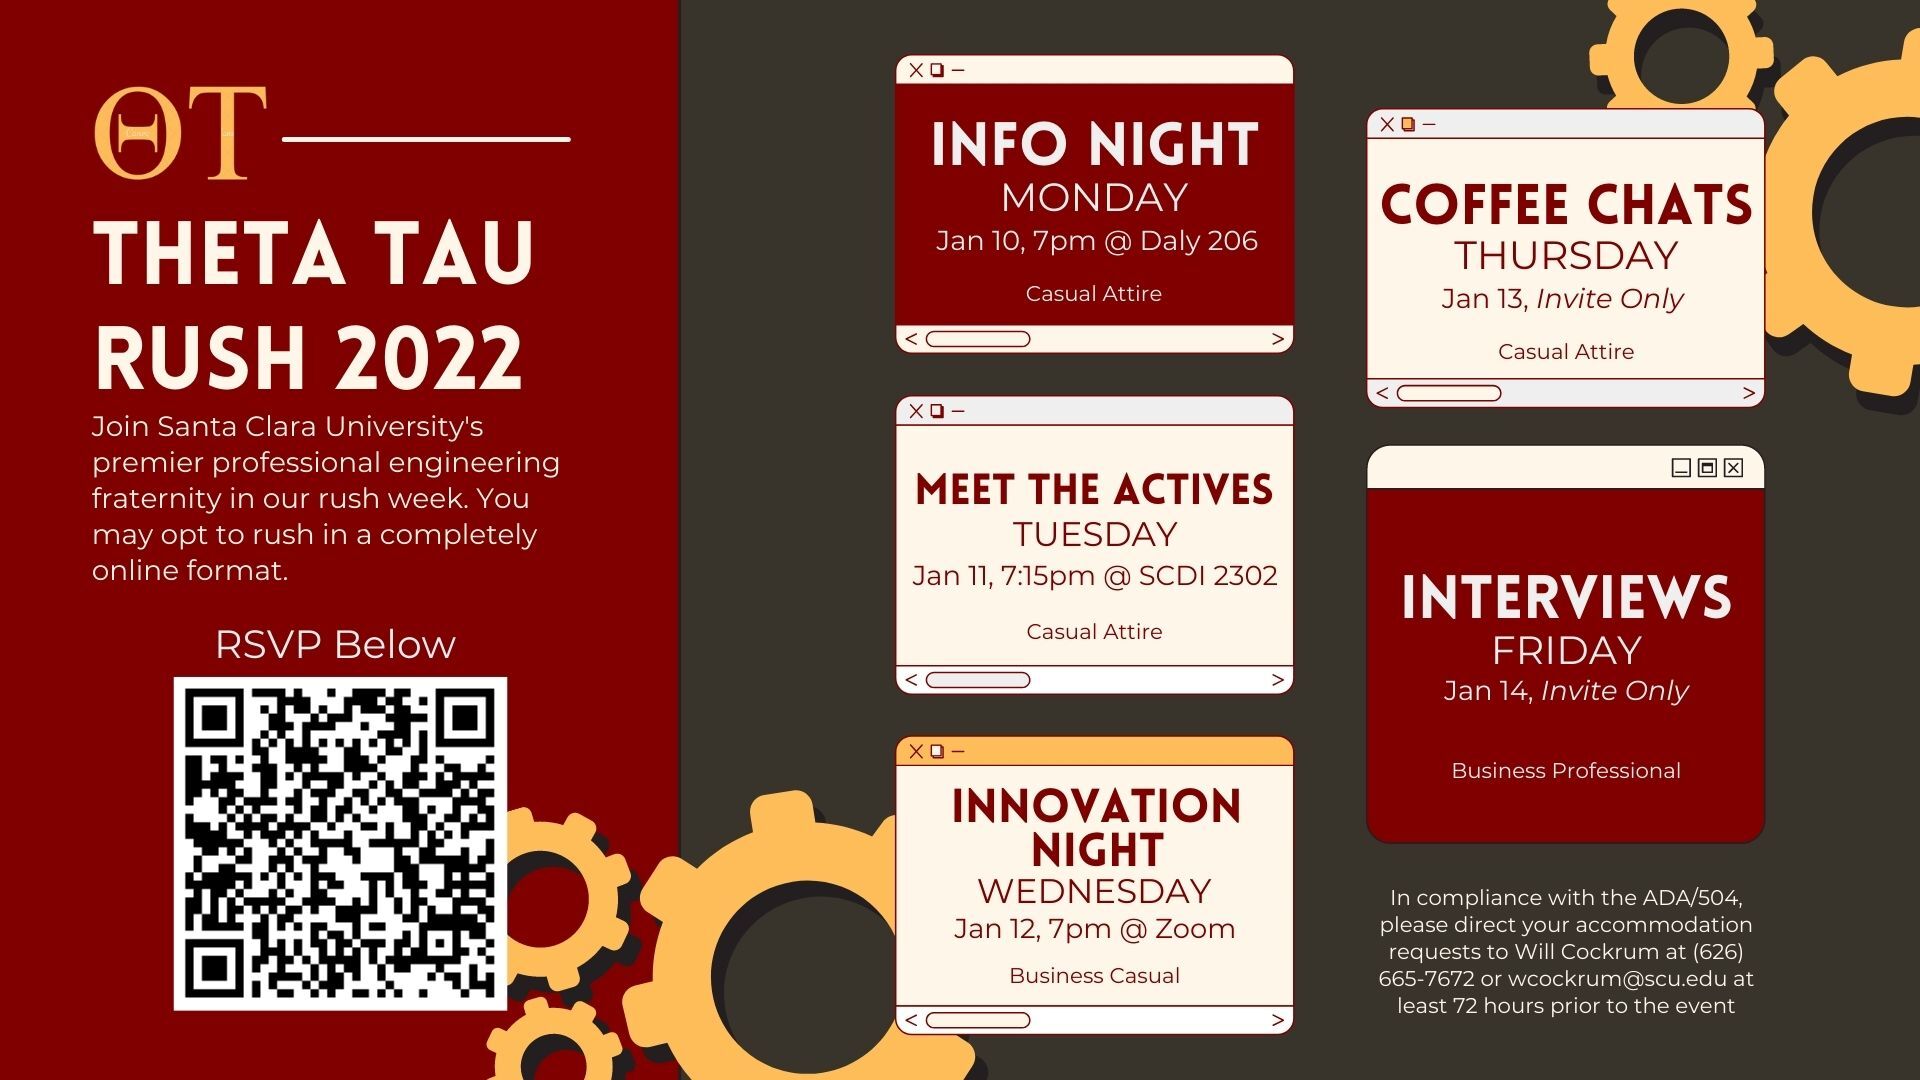 ΘΤ
THETA TAU
RUSH 2022
Join Santa Clara University's
premier professional engineering
fraternity in our rush week. You
may opt to rush in a completely
online format.
RSVP Below
INFO NIGHT
MONDAY
Jan 10, 7pm @ Daly 206
Casual Attire
MEET THE ACTIVES
TUESDAY
Jan 11, 7:15pm @ SCDI 2302
Casual Attire
INNOVATION
NIGHT
WEDNESDAY
Jan 12, 7pm @ Zoom
Business Casual
COFFEE CHATS
THURSDAY
Jan 13, Invite Only
Casual Attire
INTERVIEWS
FRIDAY
Jan 14, Invite Only
Business Professional
In compliance with the ADA/504,
please direct your accommodation
requests to Will Cockrum at (626)
665-7672 or wcockrum@scu.edu at
least 72 hours prior to the event